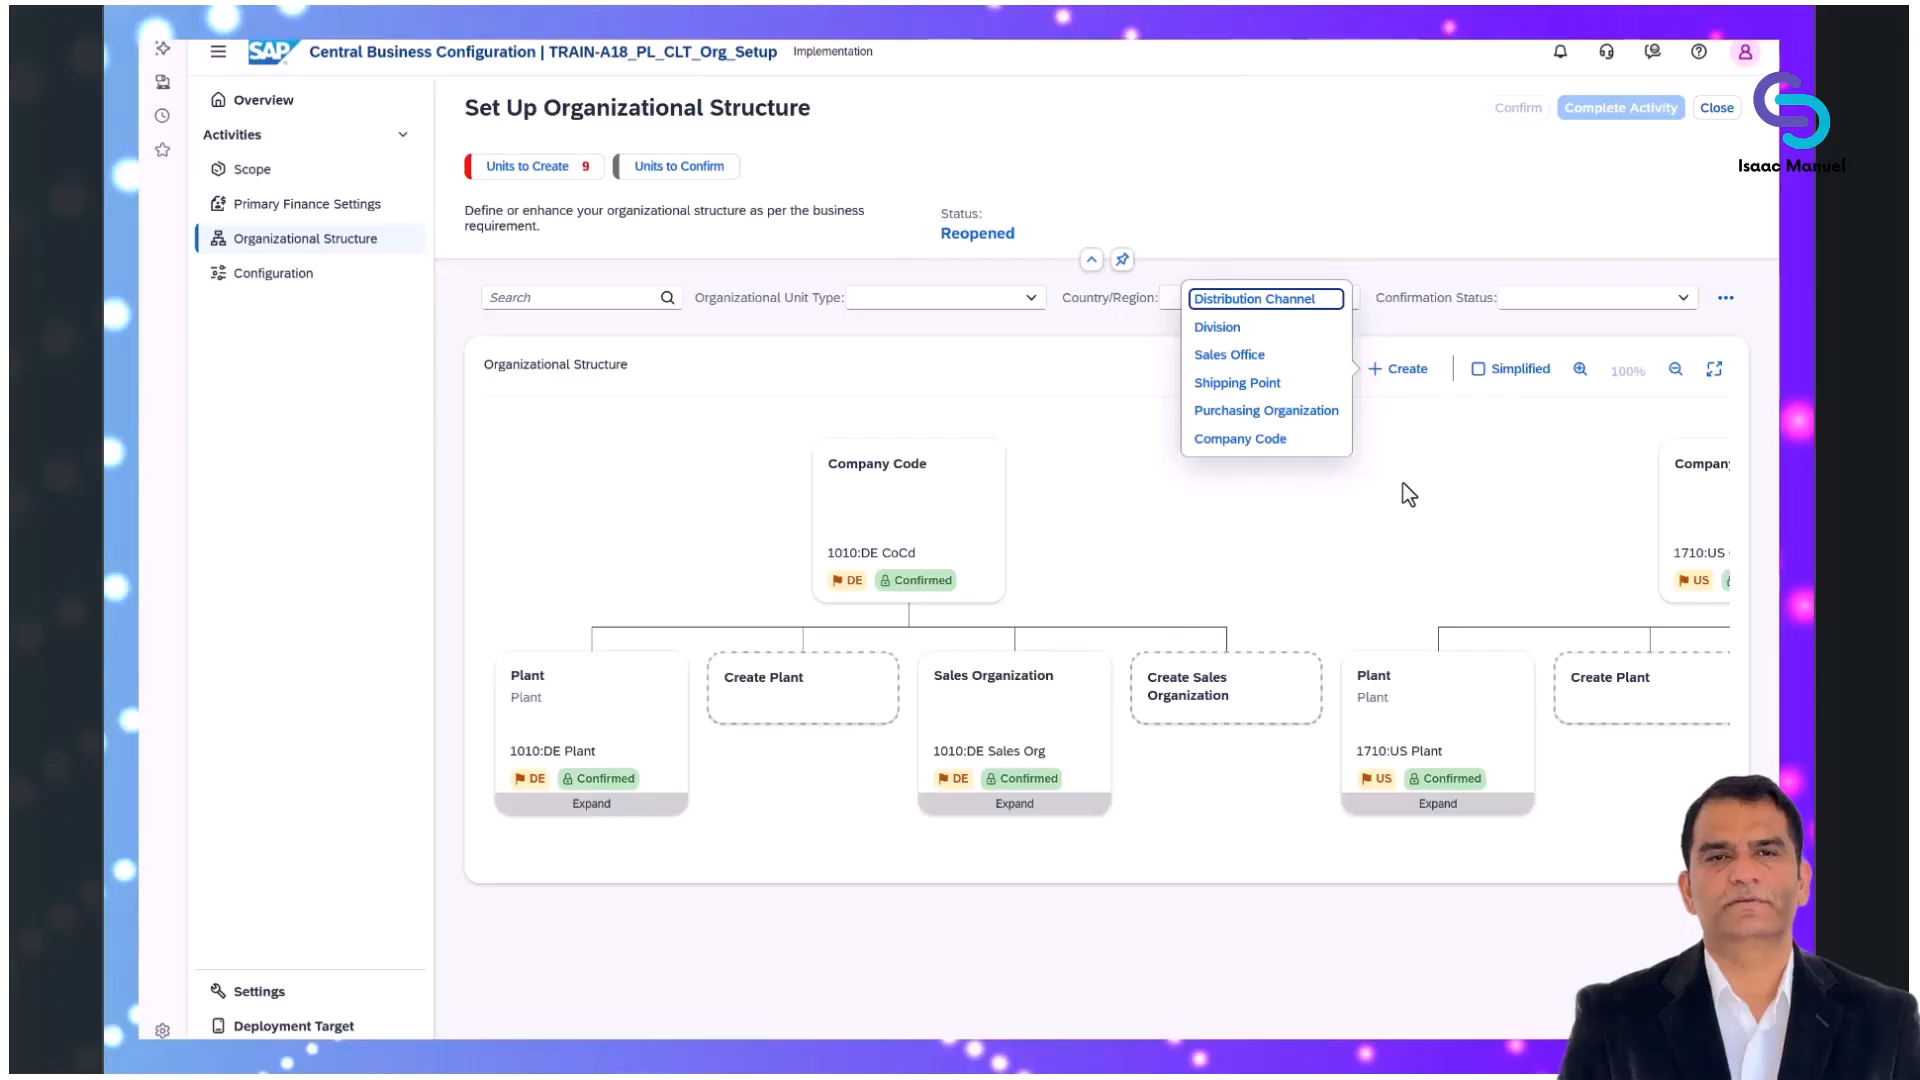 SAP Central Business Configuration | TRAIN-A18_PL_CLT_Org_Setup Implementation
Overview
Activities
Scope
Primary Finance Settings
Organizational Structure
Configuration
Settings
Deployment Target
Set Up Organizational Structure
Confirm Complete Activity Close
Isaac Manuel
Units to Create 9 Units to Confirm
Define or enhance your organizational structure as per the business
requirement.
Status:
Reopened
Search Organizational Unit Type: Country/Region: Confirmation Status:
Distribution Channel
Division
Sales Office
Shipping Point
Purchasing Organization
Company Code
Organizational Structure
Create Simplified 100%
Company Code
1010:DE CoCd
DE Confirmed
Company
1710:US
US
Plant
Plant
1010:DE Plant
DE Confirmed
Expand
Create Plant
Sales Organization
1010:DE Sales Org
DE Confirmed
Expand
Create Sales
Organization
Plant
Plant
1710:US Plant
US Confirmed
Expand
Create Plant